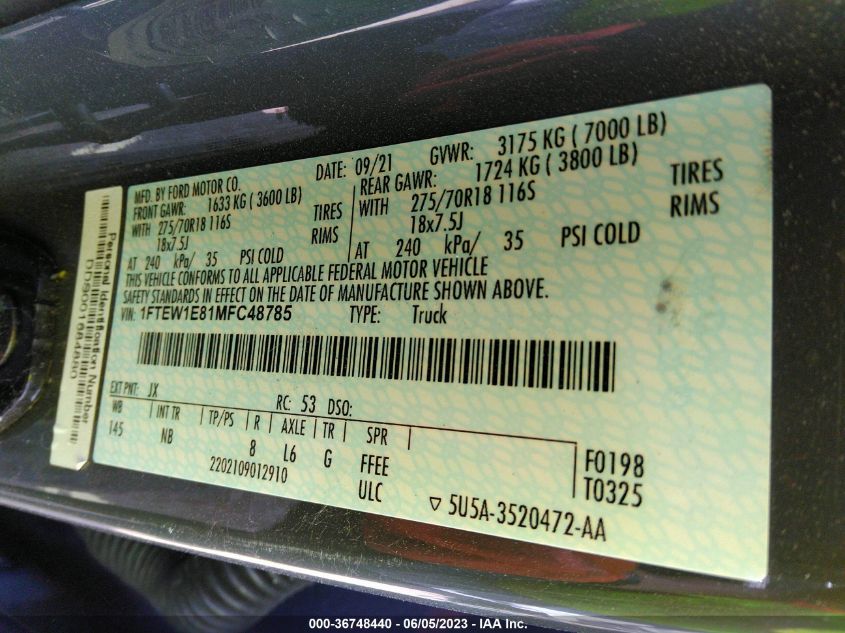 MFD. BY FORD MOTOR CO.
DATE: 09/21
GVWR: 3175 KG ( 7000 LB)
FRONT GAWR: 1633 KG ( 3600 LB)
REAR GAWR: 1724 KG ( 3800 LB)
WITH 275/70R18 116S TIRES
WITH 275/70R18 116S TIRES
18x7.5J RIMS
18x7.5J RIMS
AT 240 kPa/ 35 PSI COLD
AT 240 kPa/ 35 PSI COLD
THIS VEHICLE CONFORMS TO ALL APPLICABLE FEDERAL MOTOR VEHICLE
SAFETY STANDARDS IN EFFECT ON THE DATE OF MANUFACTURE SHOWN ABOVE.
VIN: 1FTEW1E81MFC48785 TYPE: Truck
EXT PNT: JX RC: 53 DSO:
WB INT TR TP/PS R AXLE TR SPR
145 NB 8 L6 G FFEE
2202109012910 ULC
F0198
T0325
▽ 5U5A-3520472-AA
Personal Identification Number
000-36748440 - 06/05/2023 - IAA Inc.